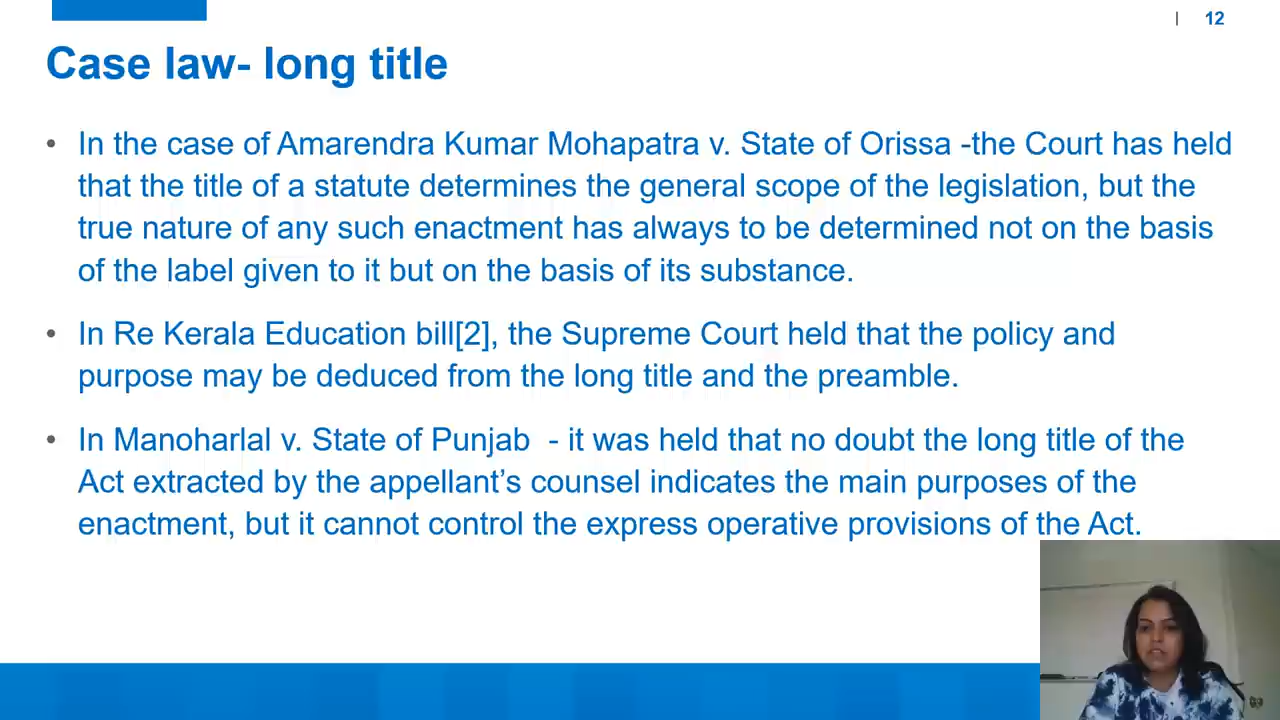 | 12
Case law- long title
• In the case of Amarendra Kumar Mohapatra v. State of Orissa -the Court has held
that the title of a statute determines the general scope of the legislation, but the
true nature of any such enactment has always to be determined not on the basis
of the label given to it but on the basis of its substance.
• In Re Kerala Education bill[2], the Supreme Court held that the policy and
purpose may be deduced from the long title and the preamble.
• In Manoharlal v. State of Punjab - it was held that no doubt the long title of the
Act extracted by the appellant’s counsel indicates the main purposes of the
enactment, but it cannot control the express operative provisions of the Act.